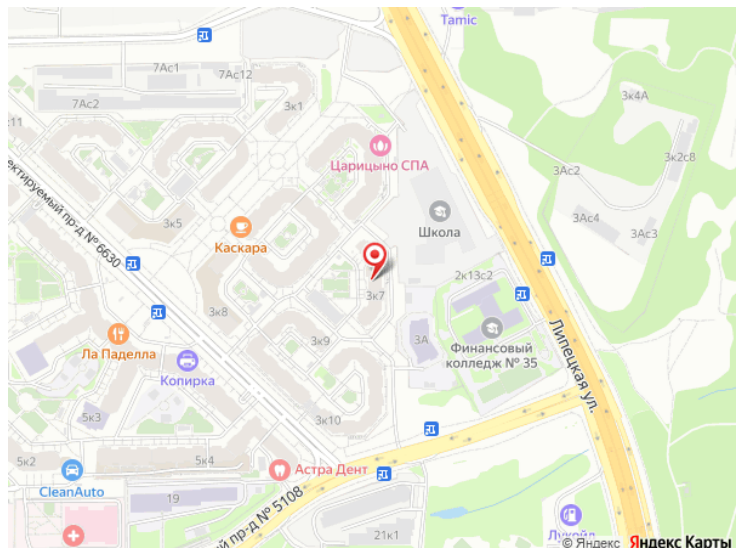 Tamic
7Ас1
7Ас12
7Ас2
3к1
3к4А
к11
Царицыно СПА
3к2с8
3Ас2
ектируемый пр-д № 6630
3к5
Школа
3Ас4
3Ас3
Каскара
2к13с2
3к7
3к8
Липецкая ул.
3к9
3А
Финансовый
колледж № 35
Ла Паделла
Копирка
5к3
3к10
5к2
5к4
Астра Дент
CleanAuto
19
ый пр-д № 5108
21к1
Лукойл
© Яндекс Яндекс Карты